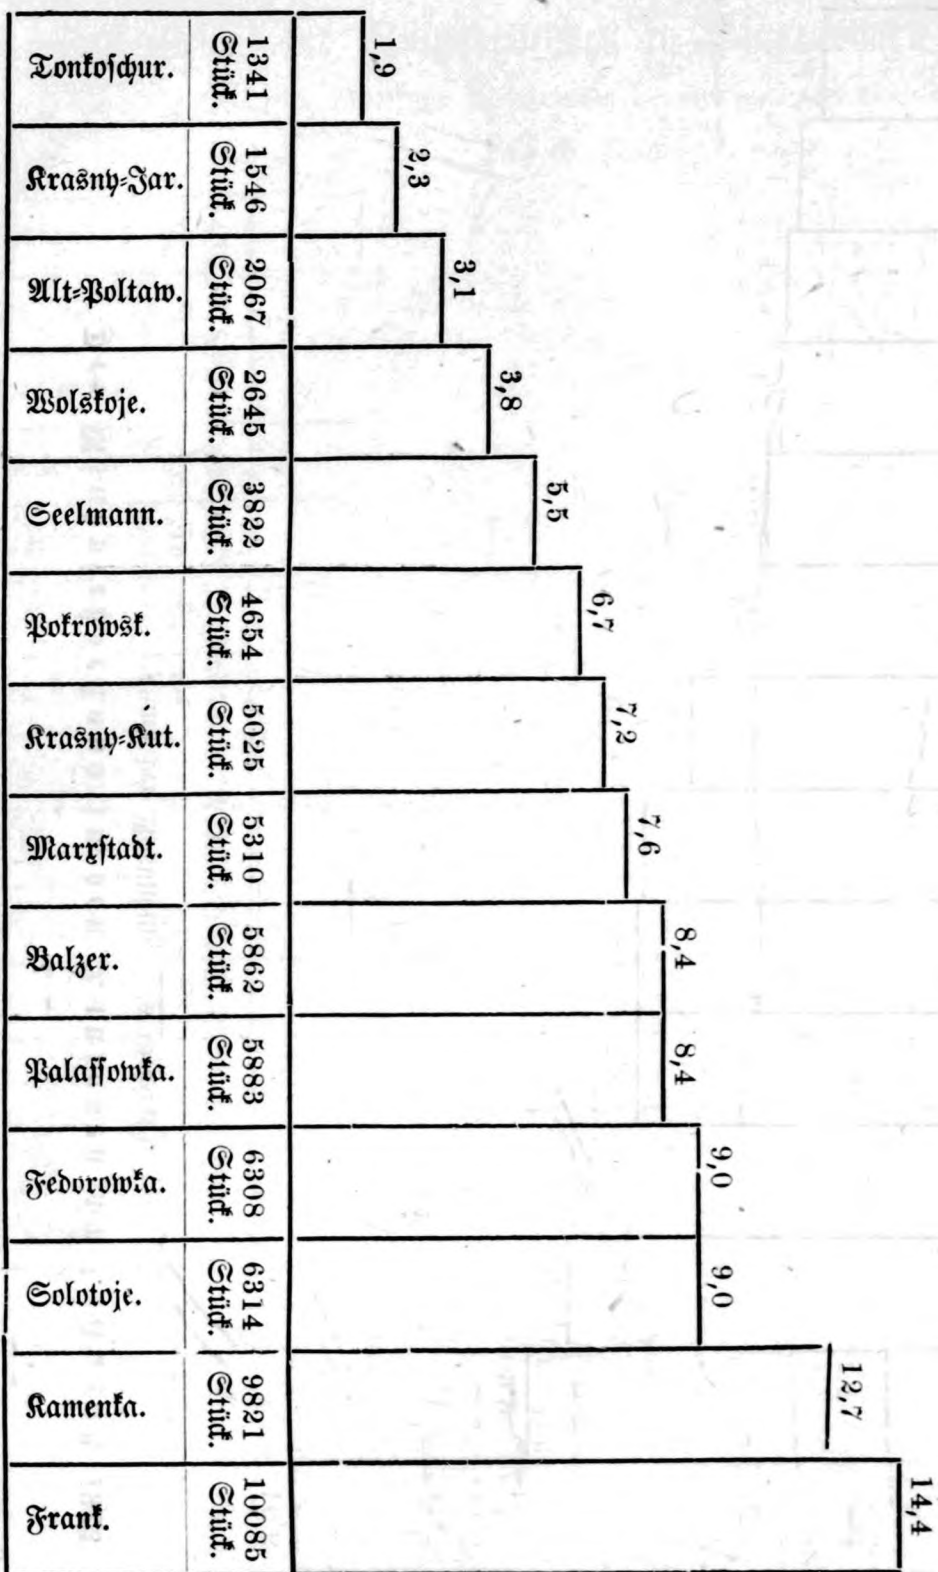 Tonkoschur. 1341 Stück. 1,9
Krasny-Jar. 1546 Stück. 2,3
Alt-Poltaw. 2067 Stück. 3,1
Wolskoje. 2645 Stück. 3,8
Seelmann. 3822 Stück. 5,5
Pokrowsk. 4654 Stück. 6,7
Krasny-Kut. 5025 Stück. 7,2
Marxstadt. 5310 Stück. 7,6
Balzer. 5862 Stück. 8,4
Palassowka. 5883 Stück. 8,4
Fedorowka. 6308 Stück. 9,0
Solotoje. 6314 Stück. 9,0
Kamenka. 9821 Stück. 12,7
Frank. 10085 Stück. 14,4